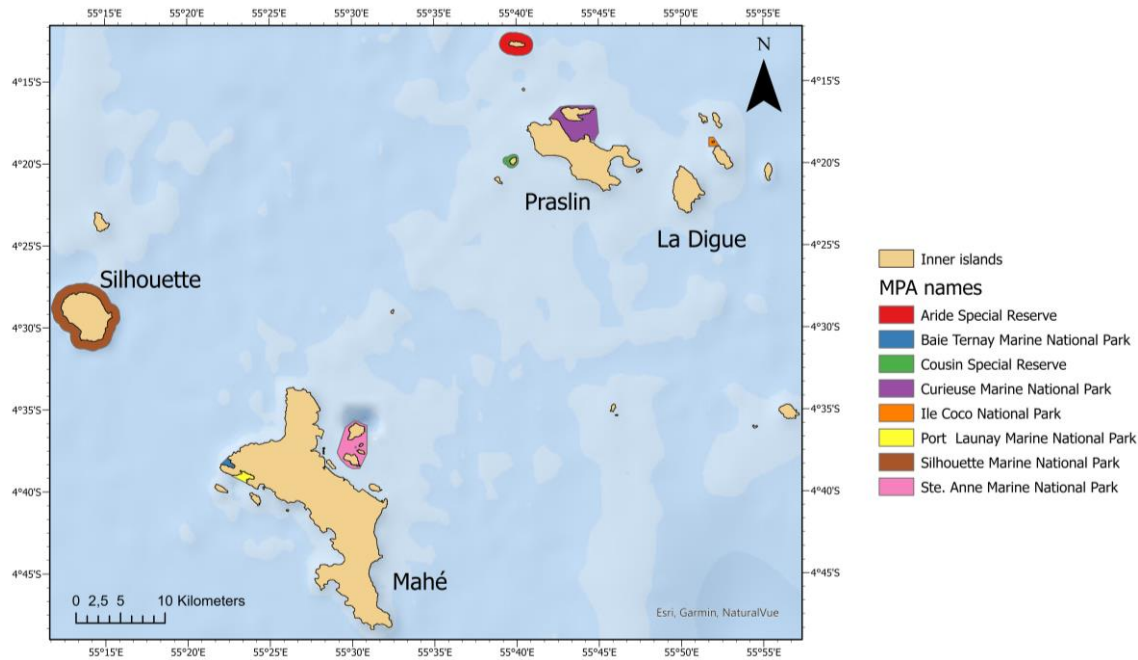 55°15'E 55°20'E 55°25'E 55°30'E 55°35'E 55°40'E 55°45'E 55°50'E 55°55'E
N
4°15'S 4°15'S
4°20'S 4°20'S
Praslin
La Digue
4°25'S 4°25'S
Silhouette
4°30'S 4°30'S
4°35'S 4°35'S
4°40'S 4°40'S
4°45'S 4°45'S
Mahé
0 2,5 5 10 Kilometers
Esri, Garmin, NaturalVue
55°15'E 55°20'E 55°25'E 55°30'E 55°35'E 55°40'E 55°45'E 55°50'E 55°55'E
Inner islands
MPA names
Aride Special Reserve
Baie Ternay Marine National Park
Cousin Special Reserve
Curieuse Marine National Park
Ile Coco National Park
Port Launay Marine National Park
Silhouette Marine National Park
Ste. Anne Marine National Park